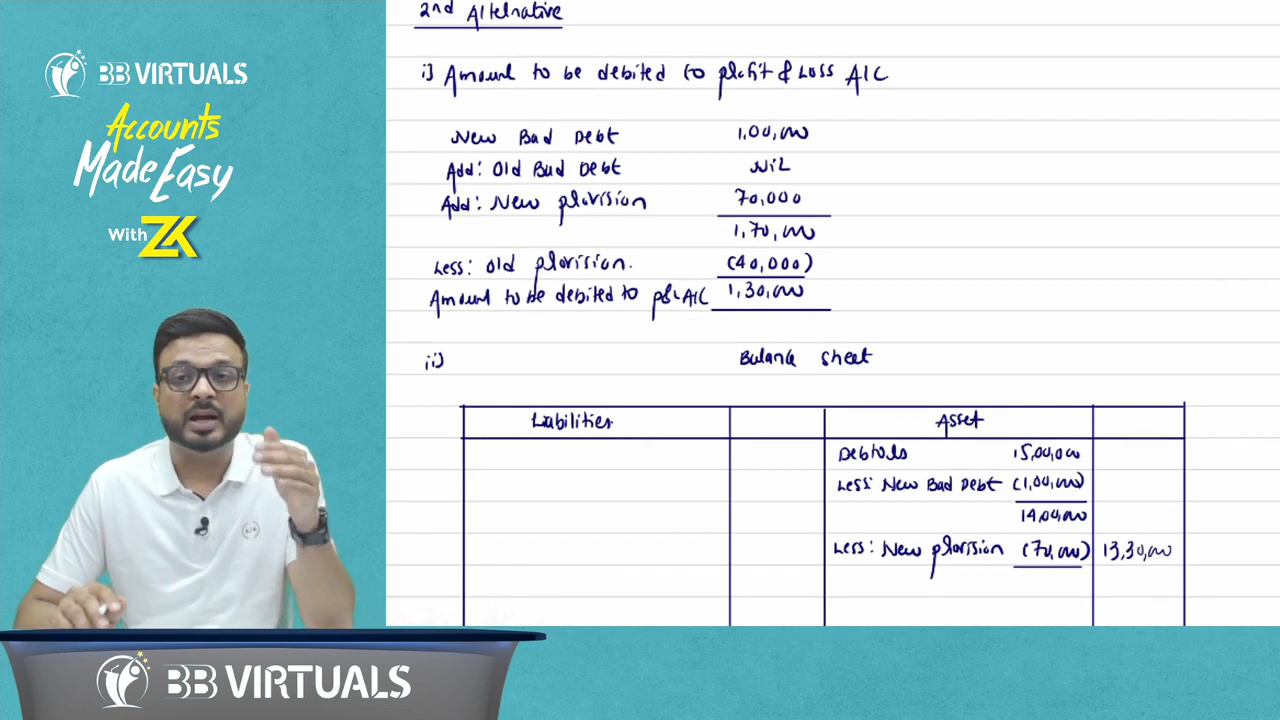 BB VIRTUALS
Accounts
Made Easy
With ZK
2nd Alternative
i) Amount to be debited to profit & Loss A/C
New Bad Debt 1,00,000
Add: Old Bad Debt Nil
Add: New provision 70,000
1,70,000
Less: Old provision. (40,000)
Amount to be debited to P&L A/C 1,30,000
ii) Balance Sheet
Liabilities Asset
Debtors 15,00,000
Less: New Bad Debt (1,00,000)
14,00,000
Less: New provision (70,000) 13,30,000
BB VIRTUALS